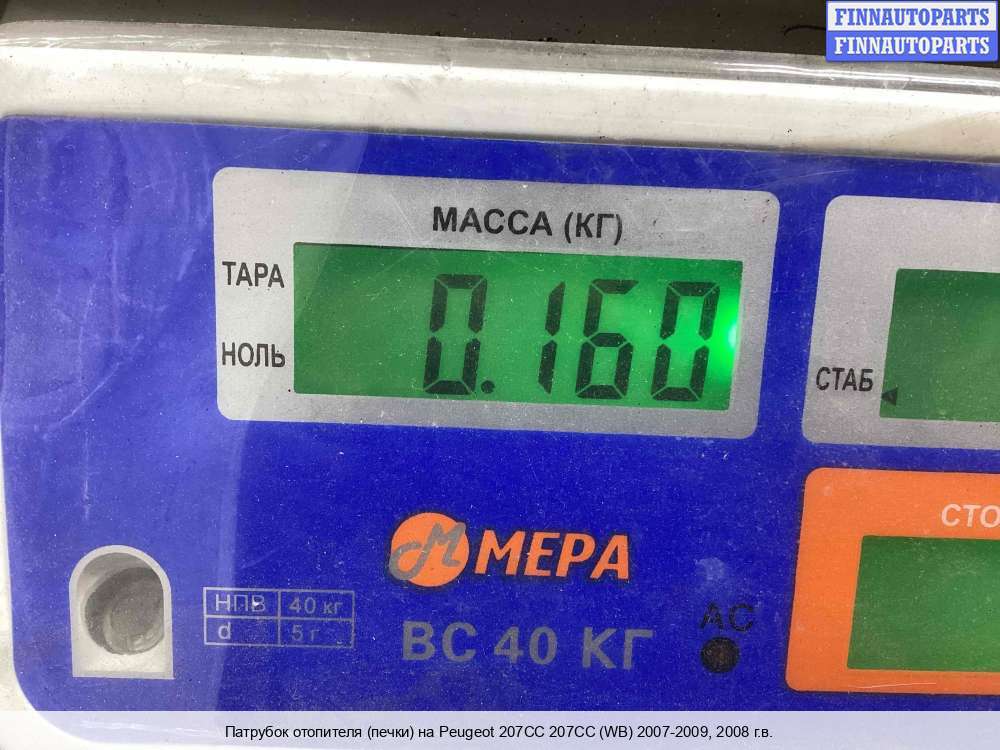 FINNAUTOPARTS
FINNAUTOPARTS
МАССА (КГ)
ТАРА
0.160
НОЛЬ
СТАБ
СТО
М МЕРА
НПВ 40 кг
d 5 г
ВС 40 КГ
АС
Патрубок отопителя (печки) на Peugeot 207CC 207CC (WB) 2007-2009, 2008 г.в.